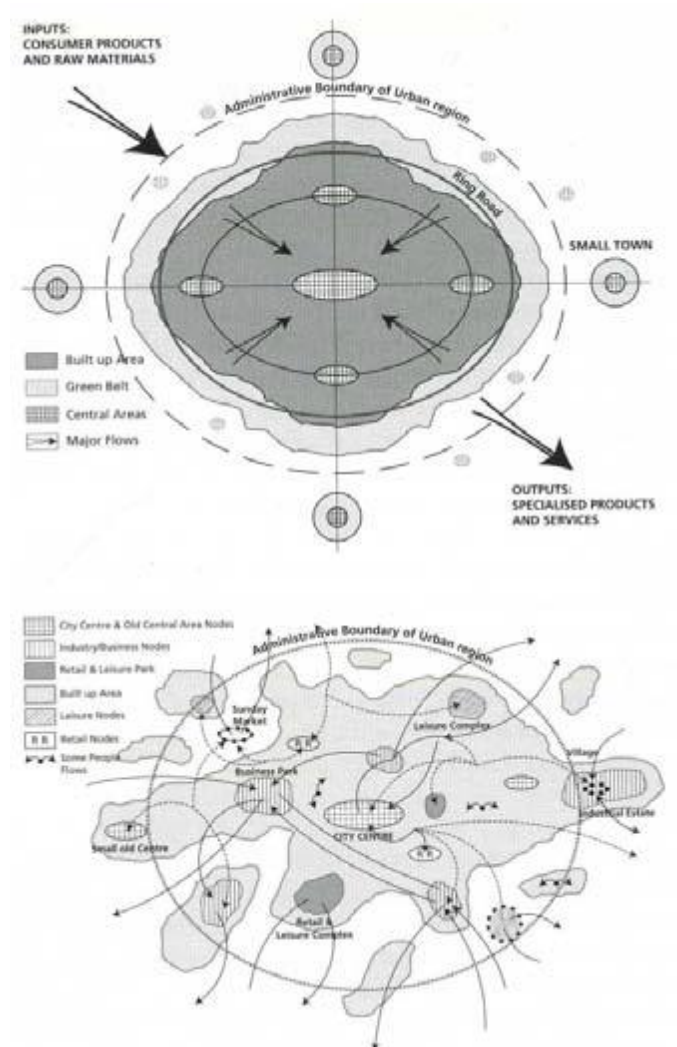 INPUTS:
CONSUMER PRODUCTS
AND RAW MATERIALS
Administrative Boundary of Urban region
Ring Road
SMALL TOWN
Built up Area
Green Belt
Central Areas
Major Flows
OUTPUTS:
SPECIALISED PRODUCTS
AND SERVICES
City Centre & Old Central Area Nodes
Industry/Business Nodes
Retail & Leisure Park
Built up Area
Leisure Nodes
R R Retail Nodes
Some People
Flows
Administrative Boundary of Urban region
Sunday
Market
R R
Leisure Complex
Village
Business Park
Industrial Estate
CITY CENTRE
Small old Centre
R R
Retail &
Leisure Complex